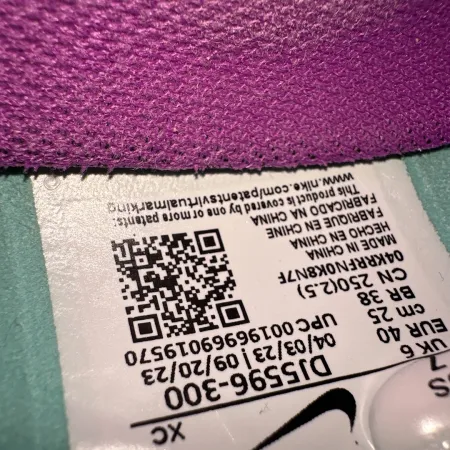 XC
US 7
UK 6
EUR 40
cm 25
BR 38
CN 250(2.5)
DJ5596-300
04/03/23 | 09/20/23
UPC 00196969019570
04KRRFN0K8N7F
MADE IN CHINA
HECHO EN CHINA
FABRIQUE EN CHINE
FABRICADO NA CHINA
This product is covered by one or more patents:
www.nike.com/patentsvirtualmarking